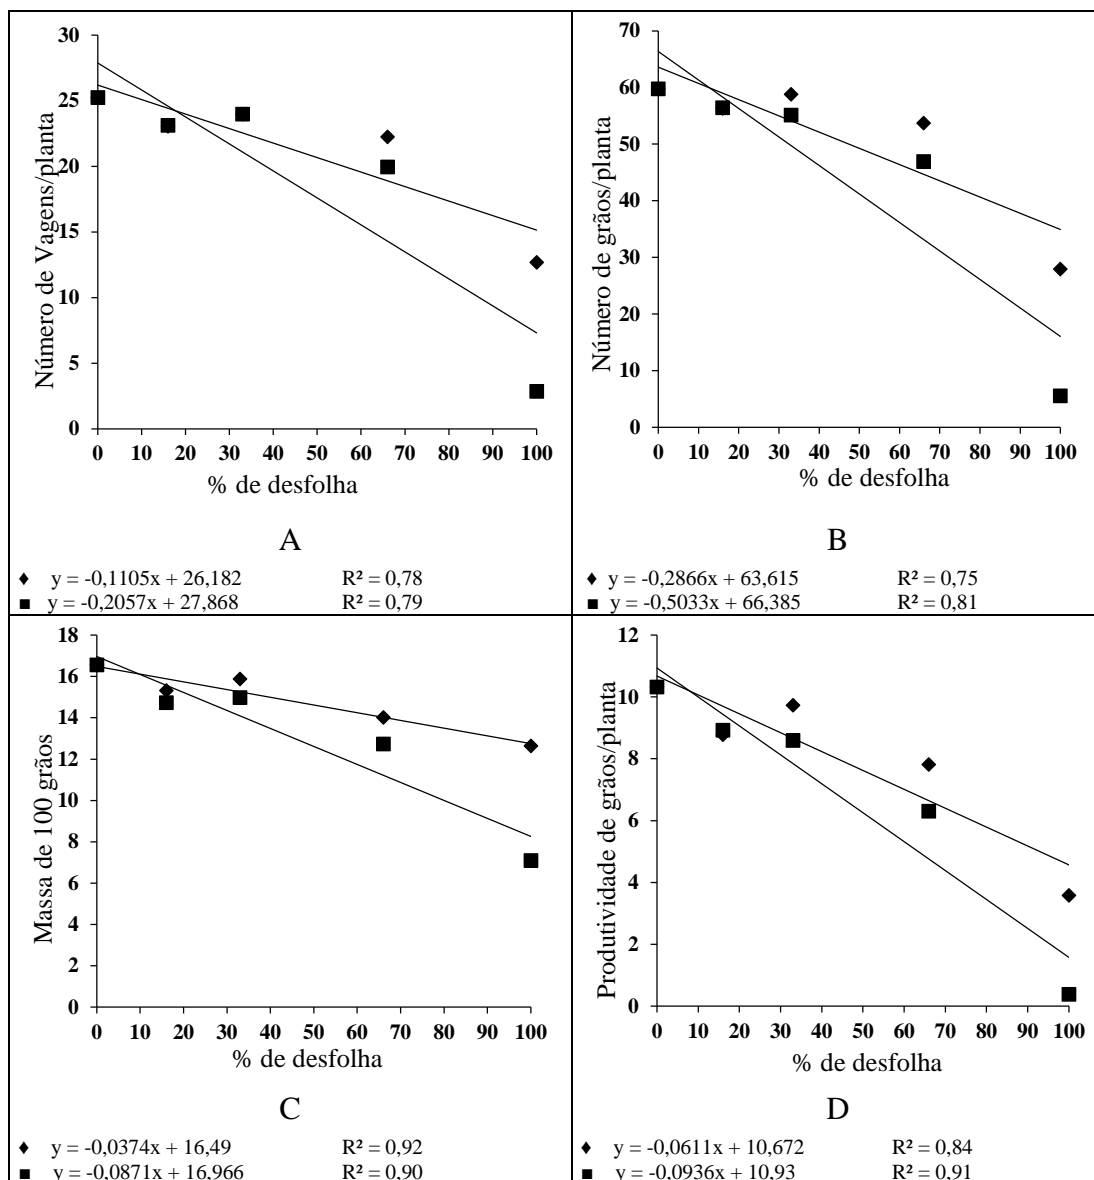 30
25
20
15
10
5
0
Número de Vagens/planta
0 10 20 30 40 50 60 70 80 90 100
% de desfolha
A
y = -0,1105x + 26,182 R² = 0,78
y = -0,2057x + 27,868 R² = 0,79
70
60
50
40
30
20
10
0
Número de grãos/planta
0 10 20 30 40 50 60 70 80 90 100
% de desfolha
B
y = -0,2866x + 63,615 R² = 0,75
y = -0,5033x + 66,385 R² = 0,81
18
16
14
12
10
8
6
4
2
0
Massa de 100 grãos
0 10 20 30 40 50 60 70 80 90 100
% de desfolha
C
y = -0,0374x + 16,49 R² = 0,92
y = -0,0871x + 16,966 R² = 0,90
12
10
8
6
4
2
0
Produtividade de grãos/planta
0 10 20 30 40 50 60 70 80 90 100
% de desfolha
D
y = -0,0611x + 10,672 R² = 0,84
y = -0,0936x + 10,93 R² = 0,91